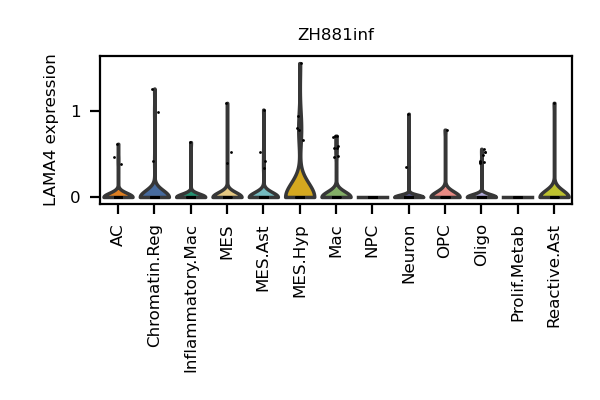 ZH881inf
LAMA4 expression
1
0
AC
Chromatin.Reg
Inflammatory.Mac
MES
MES.Ast
MES.Hyp
Mac
NPC
Neuron
OPC
Oligo
Prolif.Metab
Reactive.Ast